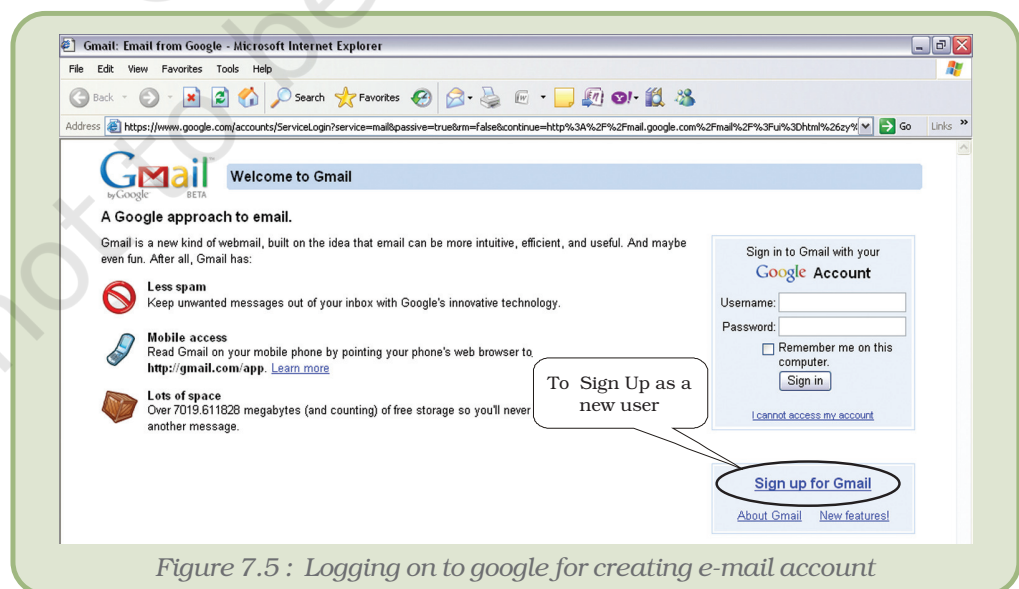 Gmail: Email from Google - Microsoft Internet Explorer
File Edit View Favorites Tools Help
Back Search Favorites
Address https://www.google.com/accounts/ServiceLogin?service=mail&passive=true&rm=false&continue=http%3A%2F%2Fmail.google.com%2Fmail%2F%3Fui%3Dhtml%26zy% Go Links »
Gmail by Google BETA
Welcome to Gmail
A Google approach to email.
Gmail is a new kind of webmail, built on the idea that email can be more intuitive, efficient, and useful. And maybe
even fun. After all, Gmail has:
Less spam
Keep unwanted messages out of your inbox with Google's innovative technology.
Mobile access
Read Gmail on your mobile phone by pointing your phone's web browser to
http://gmail.com/app. Learn more
Lots of space
Over 7019.611828 megabytes (and counting) of free storage so you'll never
another message.
Sign in to Gmail with your
Google Account
Username:
Password:
Remember me on this
computer.
Sign in
I cannot access my account
To Sign Up as a
new user
Sign up for Gmail
About Gmail New features!
Figure 7.5 : Logging on to google for creating e-mail account
not to be